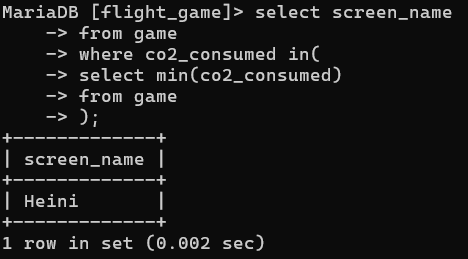 MariaDB [flight_game]> select screen_name
    -> from game
    -> where co2_consumed in(
    -> select min(co2_consumed)
    -> from game
    -> );
+-------------+
| screen_name |
+-------------+
| Heini       |
+-------------+
1 row in set (0.002 sec)